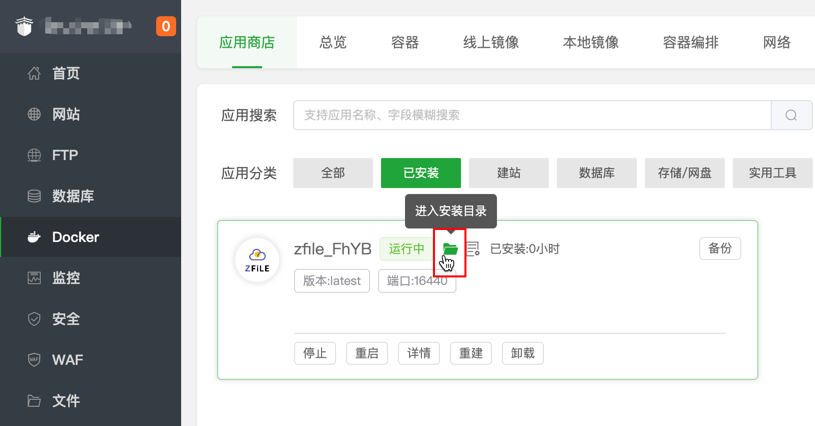 0
首页
网站
FTP
数据库
Docker
监控
安全
WAF
文件
应用商店 总览 容器 线上镜像 本地镜像 容器编排 网络
应用搜索 支持应用名称、字段模糊搜索
应用分类 全部 已安装 建站 数据库 存储/网盘 实用工具
进入安装目录
ZFILE
zfile_FhYB 运行中 已安装:0小时 备份
版本:latest 端口:16440
停止 重启 详情 重建 卸载